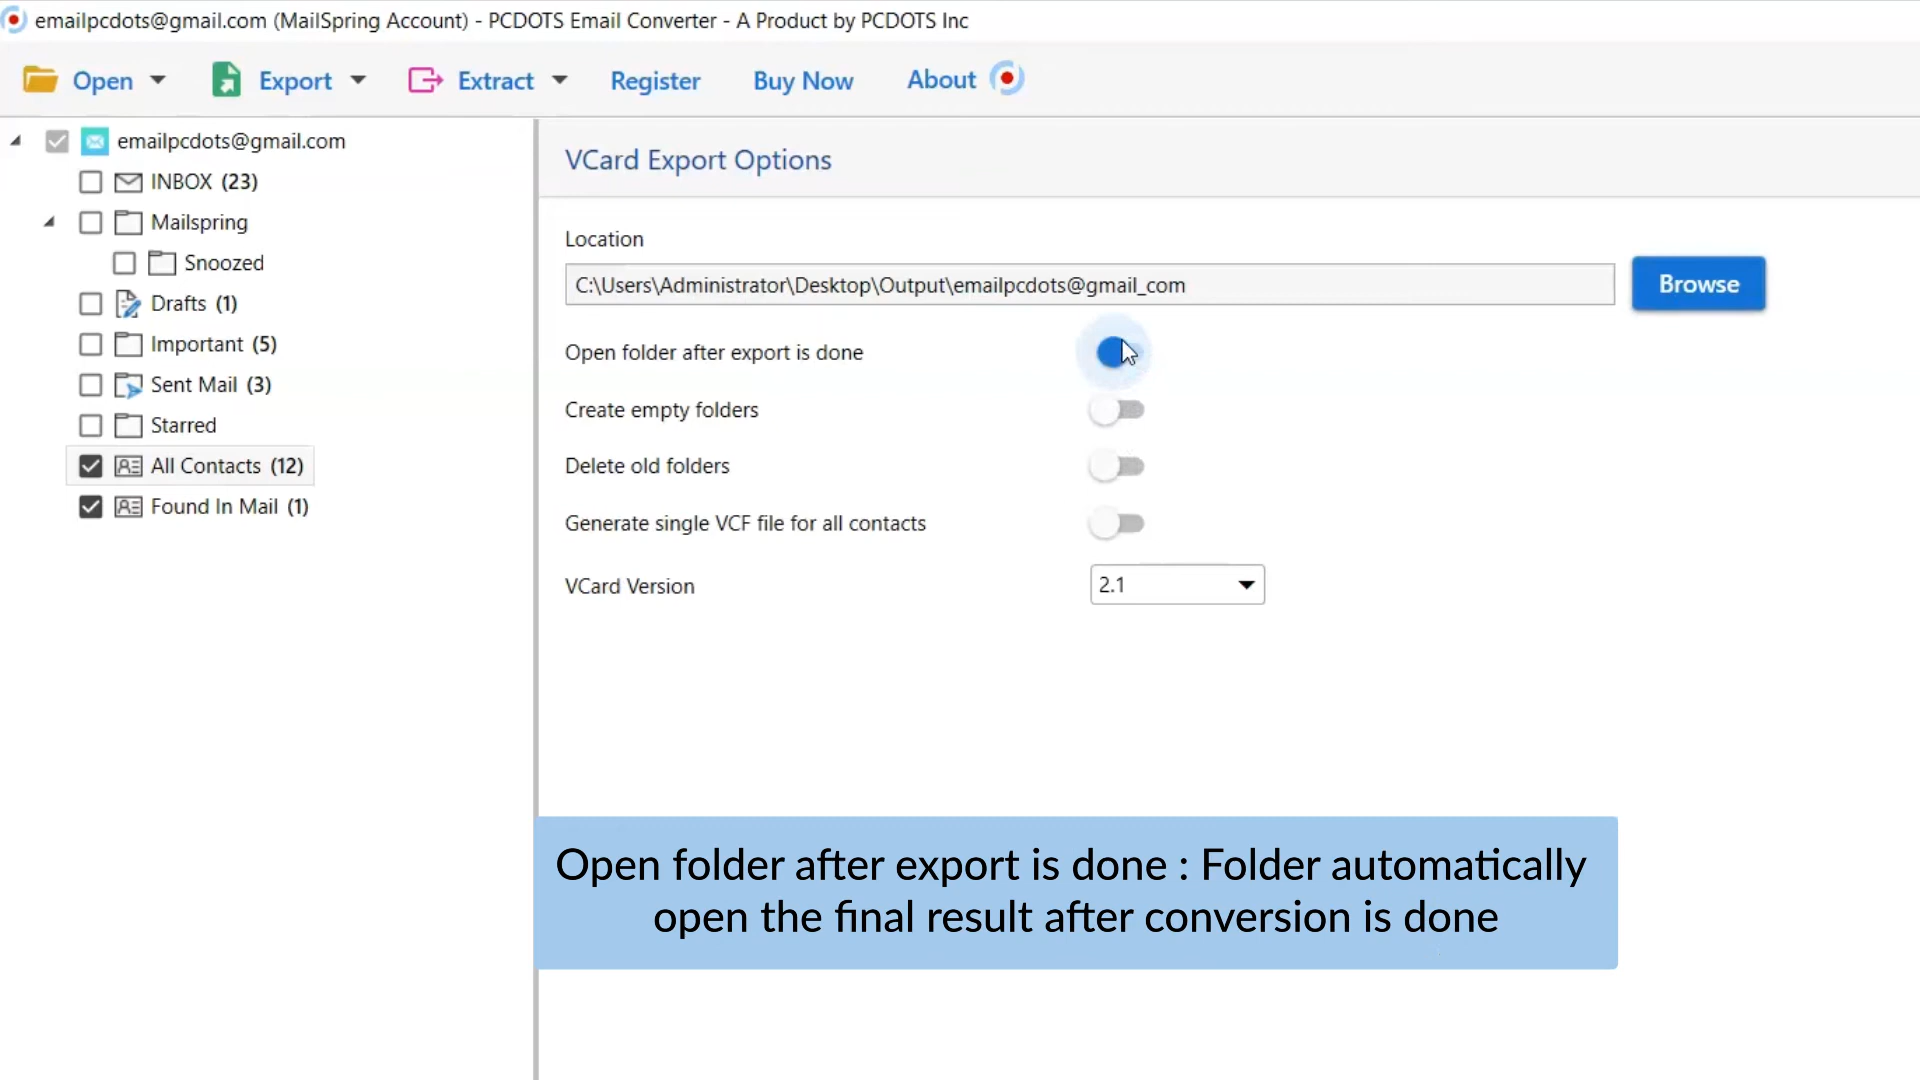 emailpcdots@gmail.com (MailSpring Account) - PCDOTS Email Converter - A Product by PCDOTS Inc
Open Export Extract Register Buy Now About
emailpcdots@gmail.com
INBOX (23)
Mailspring
Snoozed
Drafts (1)
Important (5)
Sent Mail (3)
Starred
All Contacts (12)
Found In Mail (1)
VCard Export Options
Location
C:\Users\Administrator\Desktop\Output\emailpcdots@gmail_com
Browse
Open folder after export is done
Create empty folders
Delete old folders
Generate single VCF file for all contacts
VCard Version 2.1
Open folder after export is done : Folder automatically
open the final result after conversion is done